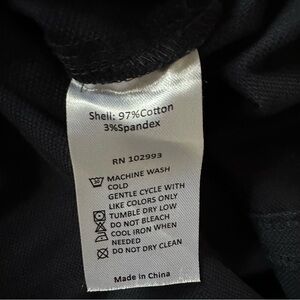 Shell: 97%Cotton
3%Spandex
RN 102993
MACHINE WASH
COLD
GENTLE CYCLE WITH
LIKE COLORS ONLY
TUMBLE DRY LOW
DO NOT BLEACH
COOL IRON WHEN
NEEDED
DO NOT DRY CLEAN
Made in China